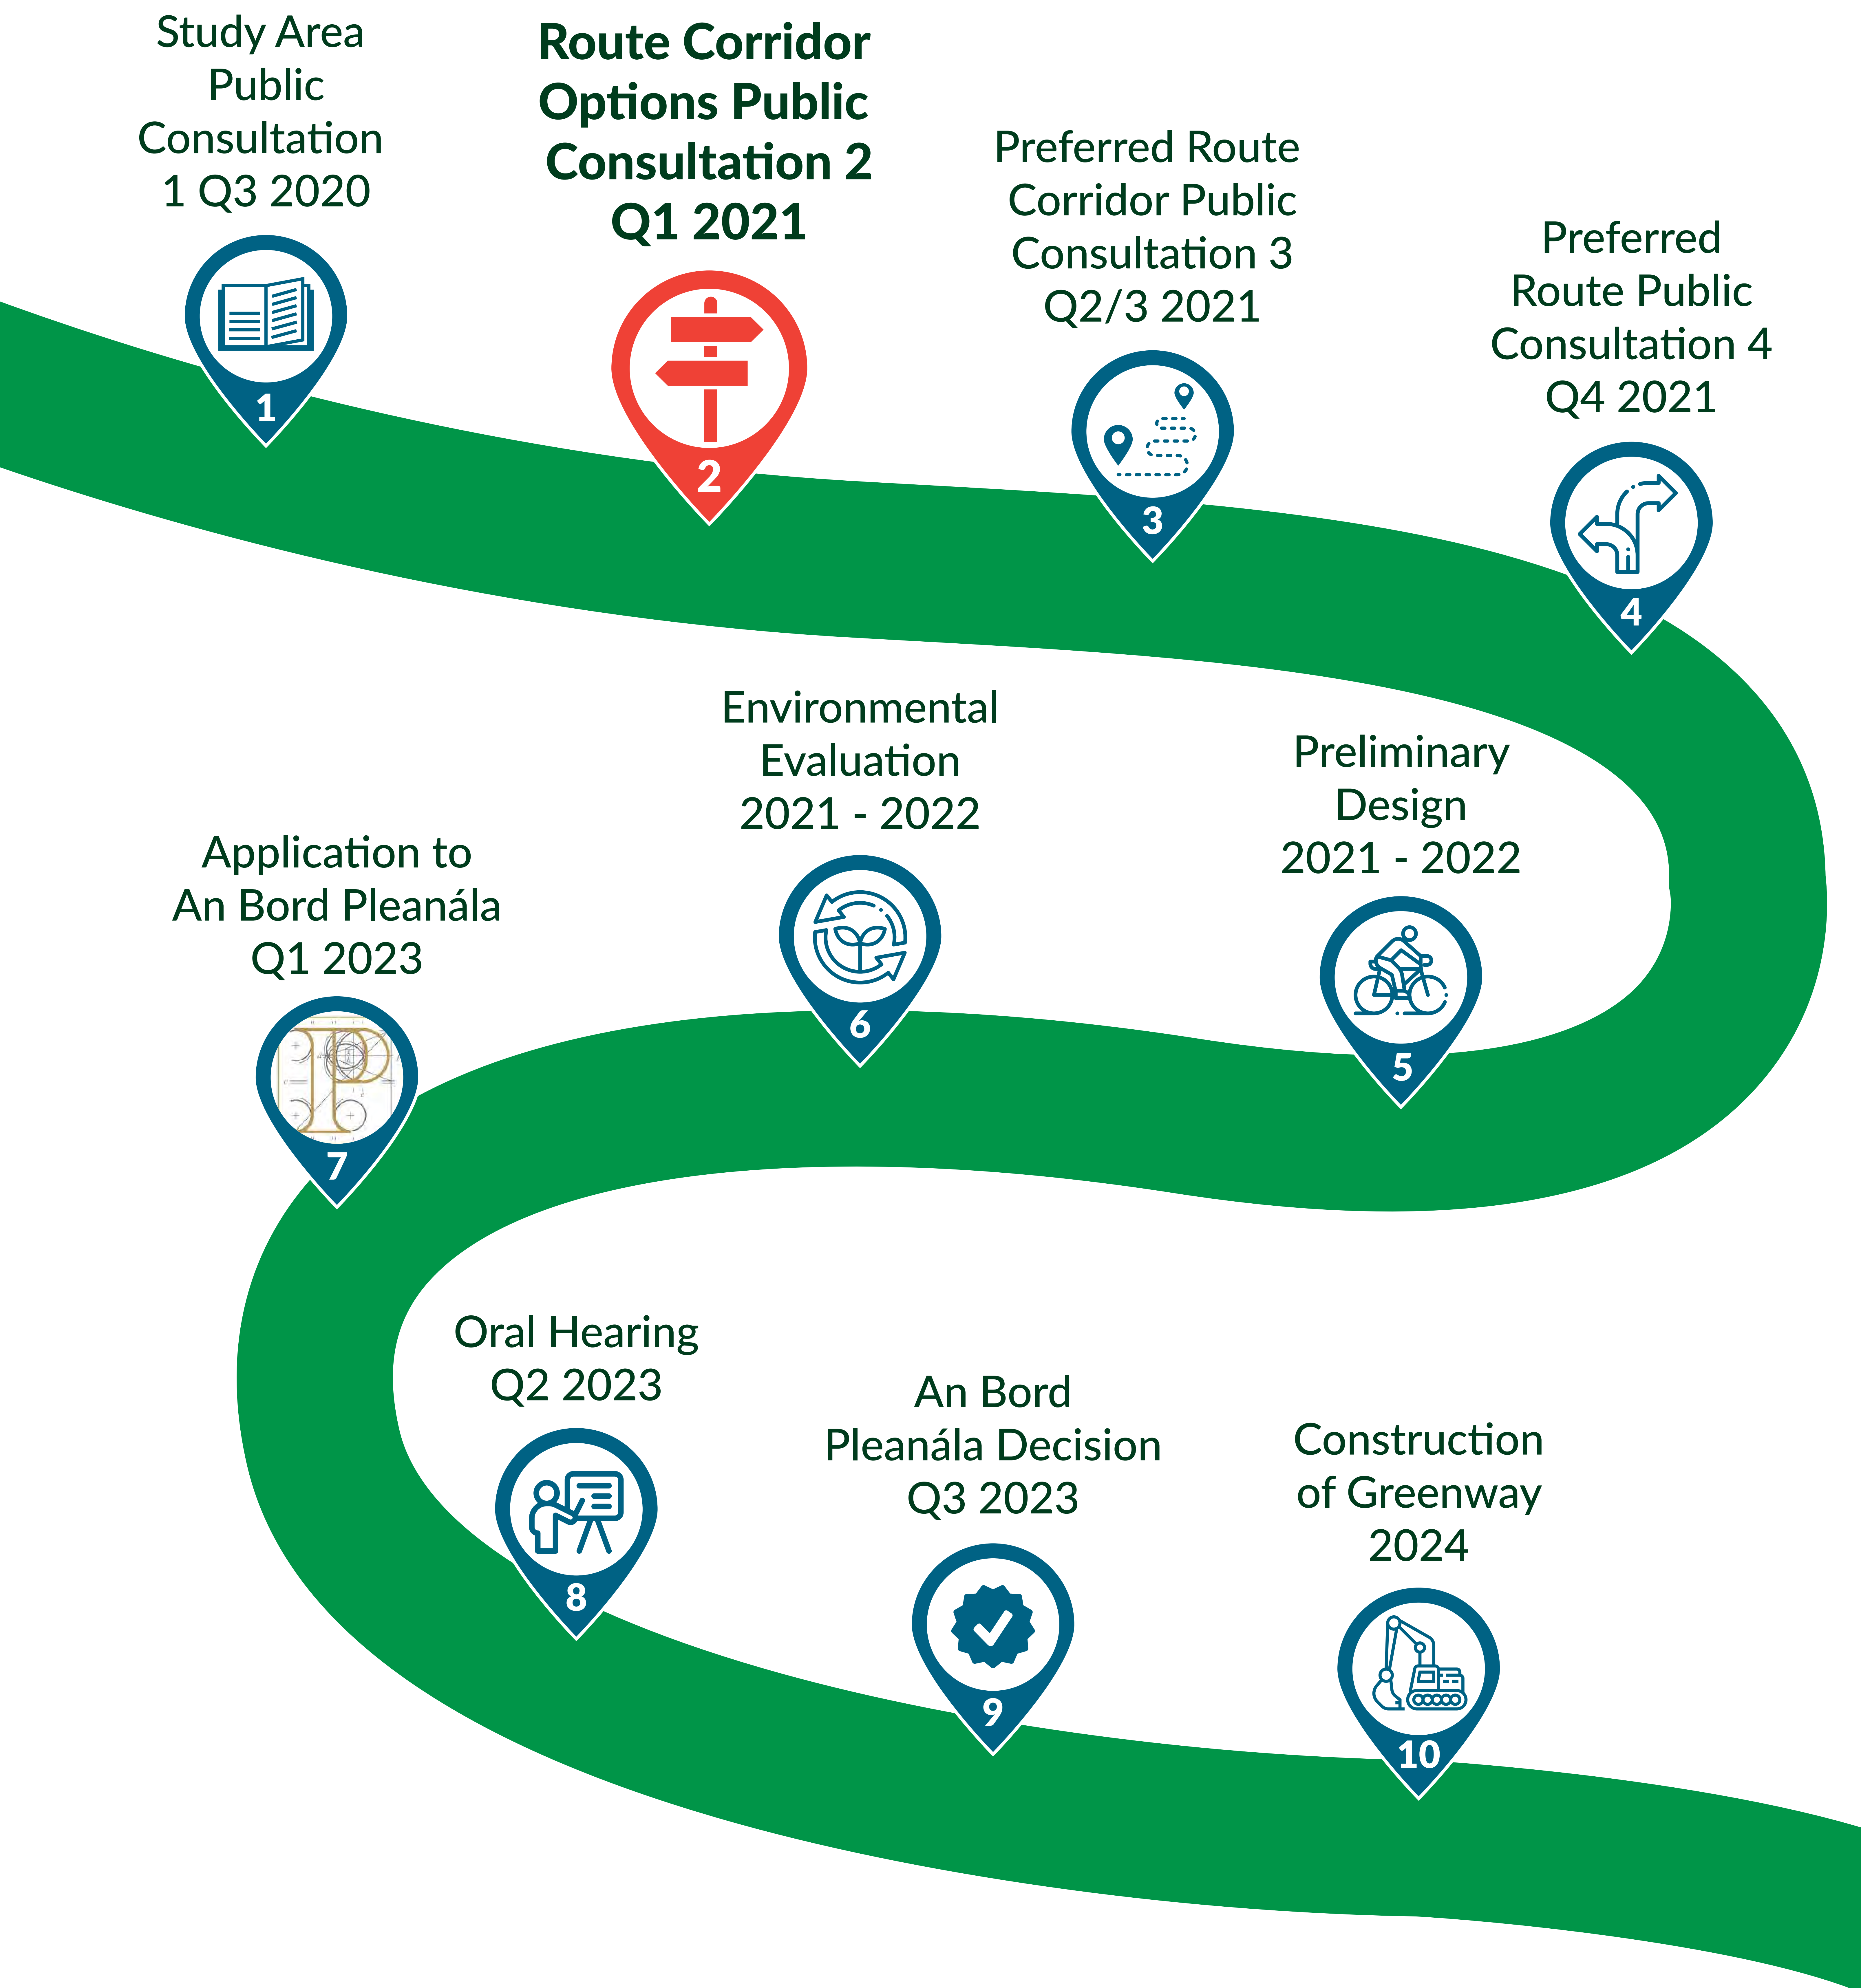 Study Area
Public
Consultation
1 Q3 2020
1
Route Corridor
Options Public
Consultation 2
Q1 2021
2
Preferred Route
Corridor Public
Consultation 3
Q2/3 2021
3
Preferred
Route Public
Consultation 4
Q4 2021
4
Preliminary
Design
2021 - 2022
5
Environmental
Evaluation
2021 - 2022
6
Application to
An Bord Pleanála
Q1 2023
P
7
Oral Hearing
Q2 2023
8
An Bord
Pleanála Decision
Q3 2023
9
Construction
of Greenway
2024
10